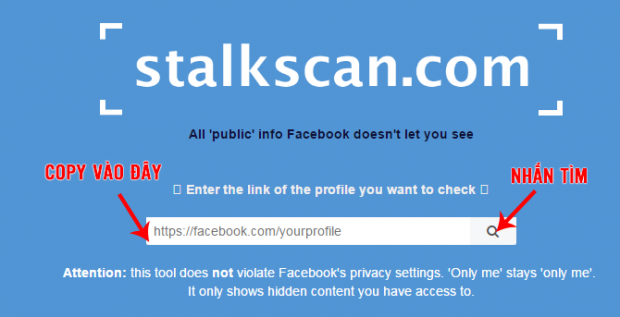 stalkscan.com
All 'public' info Facebook doesn't let you see
COPY VÀO ĐÂY
NHẤN TÌM
Enter the link of the profile you want to check
https://facebook.com/yourprofile
Attention: this tool does not violate Facebook's privacy settings. 'Only me' stays 'only me'.
It only shows hidden content you have access to.